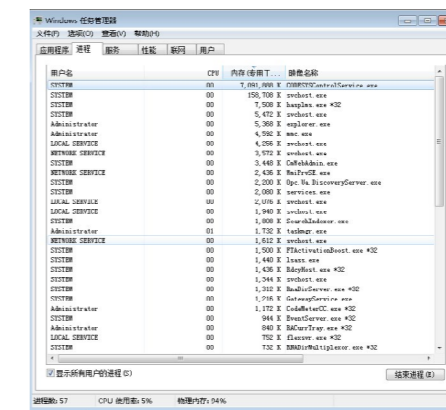 Windows 任务管理器
文件(F) 选项(O) 查看(V) 帮助(H)
应用程序 进程 服务 性能 联网 用户
用户名 CPU 内存(专用工... 映像名称
SYSTEM 00 7,091,888 K CODESYSControlService.exe
SYSTEM 00 158,708 K svchost.exe
SYSTEM 00 7,508 K hasplms.exe *32
SYSTEM 00 5,472 K svchost.exe
Administrator 00 5,368 K explorer.exe
Administrator 00 4,592 K mmc.exe
LOCAL SERVICE 00 4,256 K svchost.exe
NETWORK SERVICE 00 3,572 K svchost.exe
SYSTEM 00 3,448 K CmWebAdmin.exe
NETWORK SERVICE 00 2,436 K WmiPrvSE.exe
SYSTEM 00 2,200 K Opc.Ua.DiscoveryServer.exe
SYSTEM 00 2,080 K services.exe
LOCAL SERVICE 00 2,076 K svchost.exe
LOCAL SERVICE 00 1,940 K svchost.exe
SYSTEM 00 1,808 K SearchIndexer.exe
Administrator 01 1,732 K taskmgr.exe
NETWORK SERVICE 00 1,612 K svchost.exe
SYSTEM 00 1,500 K FTActivationBoost.exe *32
SYSTEM 00 1,440 K lsass.exe
SYSTEM 00 1,436 K RdcyHost.exe *32
SYSTEM 00 1,344 K svchost.exe
SYSTEM 00 1,312 K RnaDirServer.exe *32
SYSTEM 00 1,216 K GatewayService.exe
Administrator 00 1,172 K CodeMeterCC.exe *32
SYSTEM 00 944 K EventServer.exe *32
Administrator 00 840 K RACurrTray.exe *32
LOCAL SERVICE 00 752 K flexsvr.exe *32
SYSTEM 00 732 K RNADirMultiplexor.exe *32
显示所有用户的进程(S) 结束进程(E)
进程数: 57 CPU 使用率: 5% 物理内存: 94%